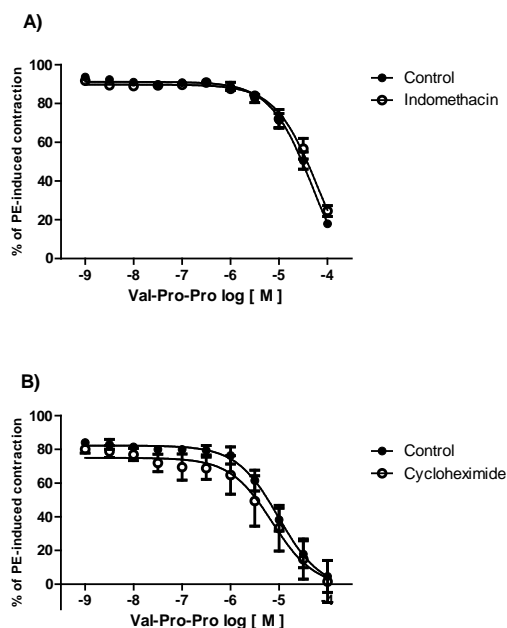 A)
100
80
60
40
20
0
% of PE-induced contraction
-9 -8 -7 -6 -5 -4
Val-Pro-Pro log [ M ]
Control
Indomethacin
B)
100
80
60
40
20
0
% of PE-induced contraction
-9 -8 -7 -6 -5 -4
Val-Pro-Pro log [ M ]
Control
Cycloheximide